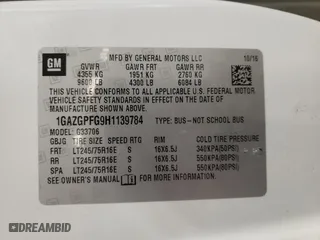 GM
MFD BY GENERAL MOTORS LLC 10/16
GVWR GAWR FRT GAWR RR
4355 KG 1951 KG 2760 KG
9600 LB 4300 LB 6084 LB
THIS VEHICLE CONFORMS TO ALL APPLICABLE U.S. FEDERAL MOTOR
VEHICLE SAFETY STANDARDS IN EFFECT ON THE DATE OF
MANUFACTURE SHOWN ABOVE.
1GAZGPFG9H1139784 TYPE: BUS-NOT SCHOOL BUS
MODEL: G33706
GBJG TIRE SIZE SPEED RTG RIM COLD TIRE PRESSURE
FRT LT245/75R16E S 16X6.5J 340KPA(50PSI)
RR LT245/75R16E S 16X6.5J 550KPA(80PSI)
SPA LT245/75R16E S 16X6.5J 550KPA(80PSI)
SEE OWNER'S MANUAL FOR ADDITIONAL INFORMATION.
DREAMBID